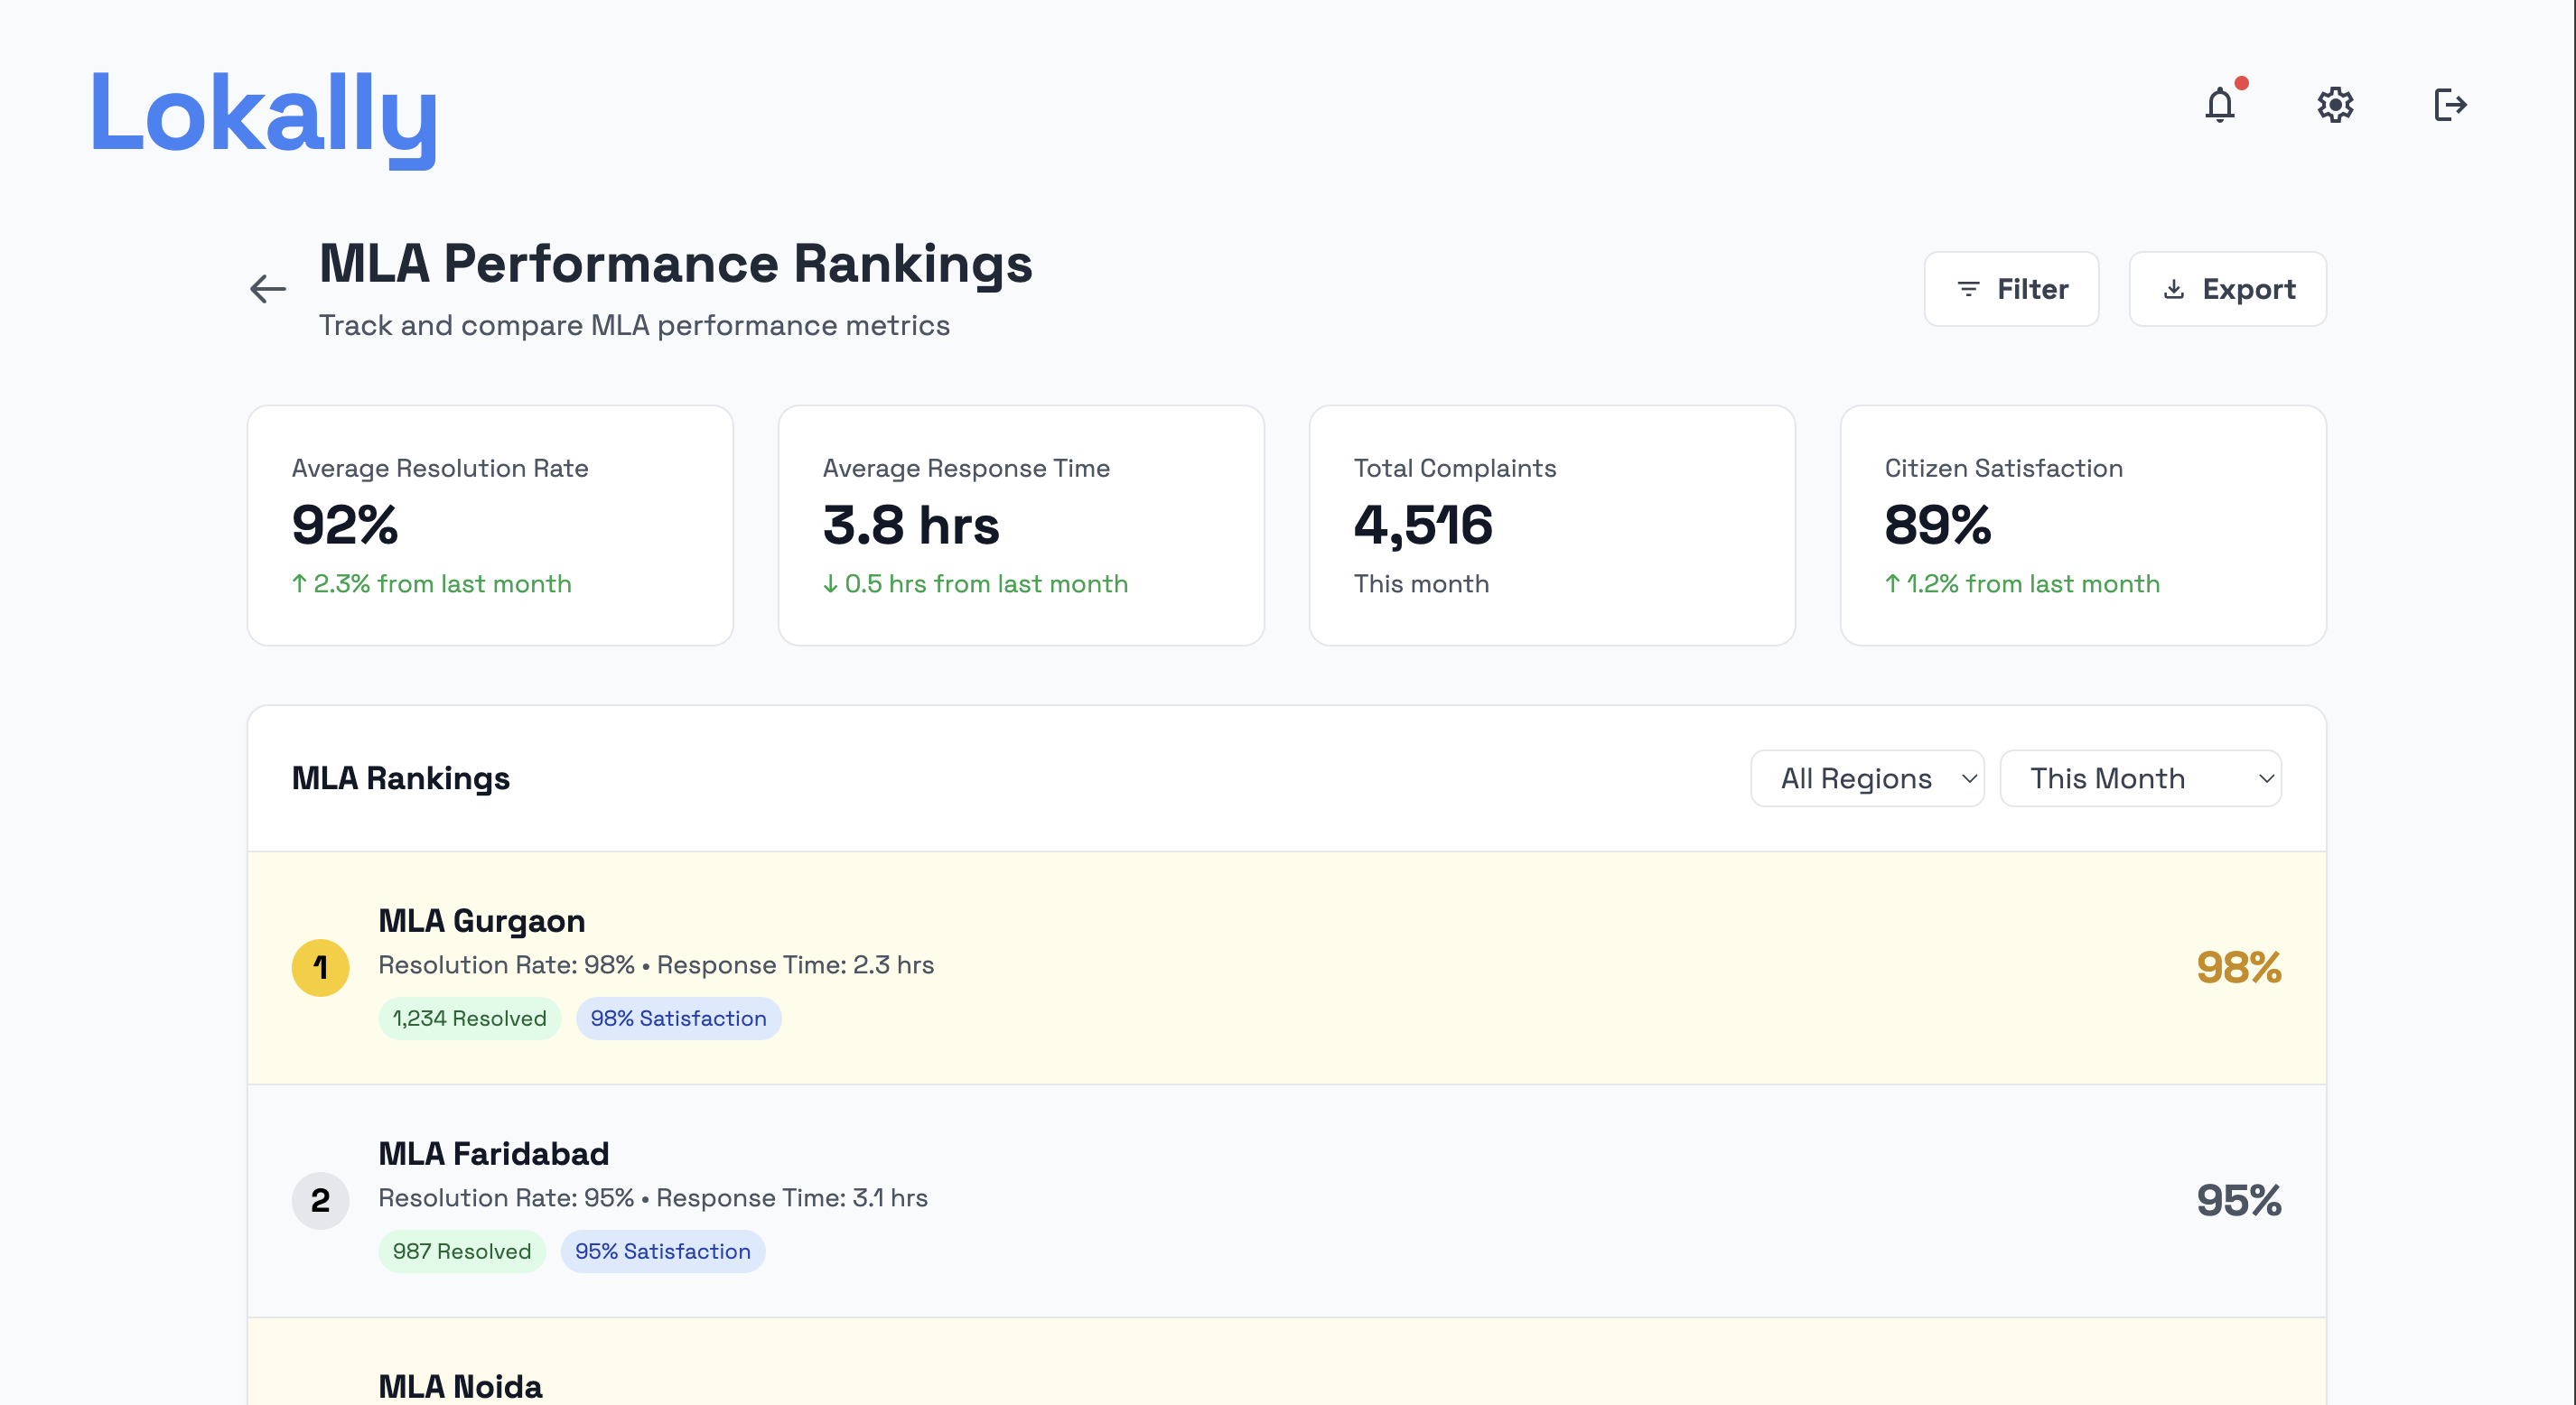 Lokally
MLA Performance Rankings
Track and compare MLA performance metrics
Filter
Export
Average Resolution Rate
92%
↑ 2.3% from last month
Average Response Time
3.8 hrs
↓ 0.5 hrs from last month
Total Complaints
4,516
This month
Citizen Satisfaction
89%
↑ 1.2% from last month
MLA Rankings
All Regions
This Month
1
MLA Gurgaon
Resolution Rate: 98% • Response Time: 2.3 hrs
1,234 Resolved
98% Satisfaction
98%
2
MLA Faridabad
Resolution Rate: 95% • Response Time: 3.1 hrs
987 Resolved
95% Satisfaction
95%
MLA Noida